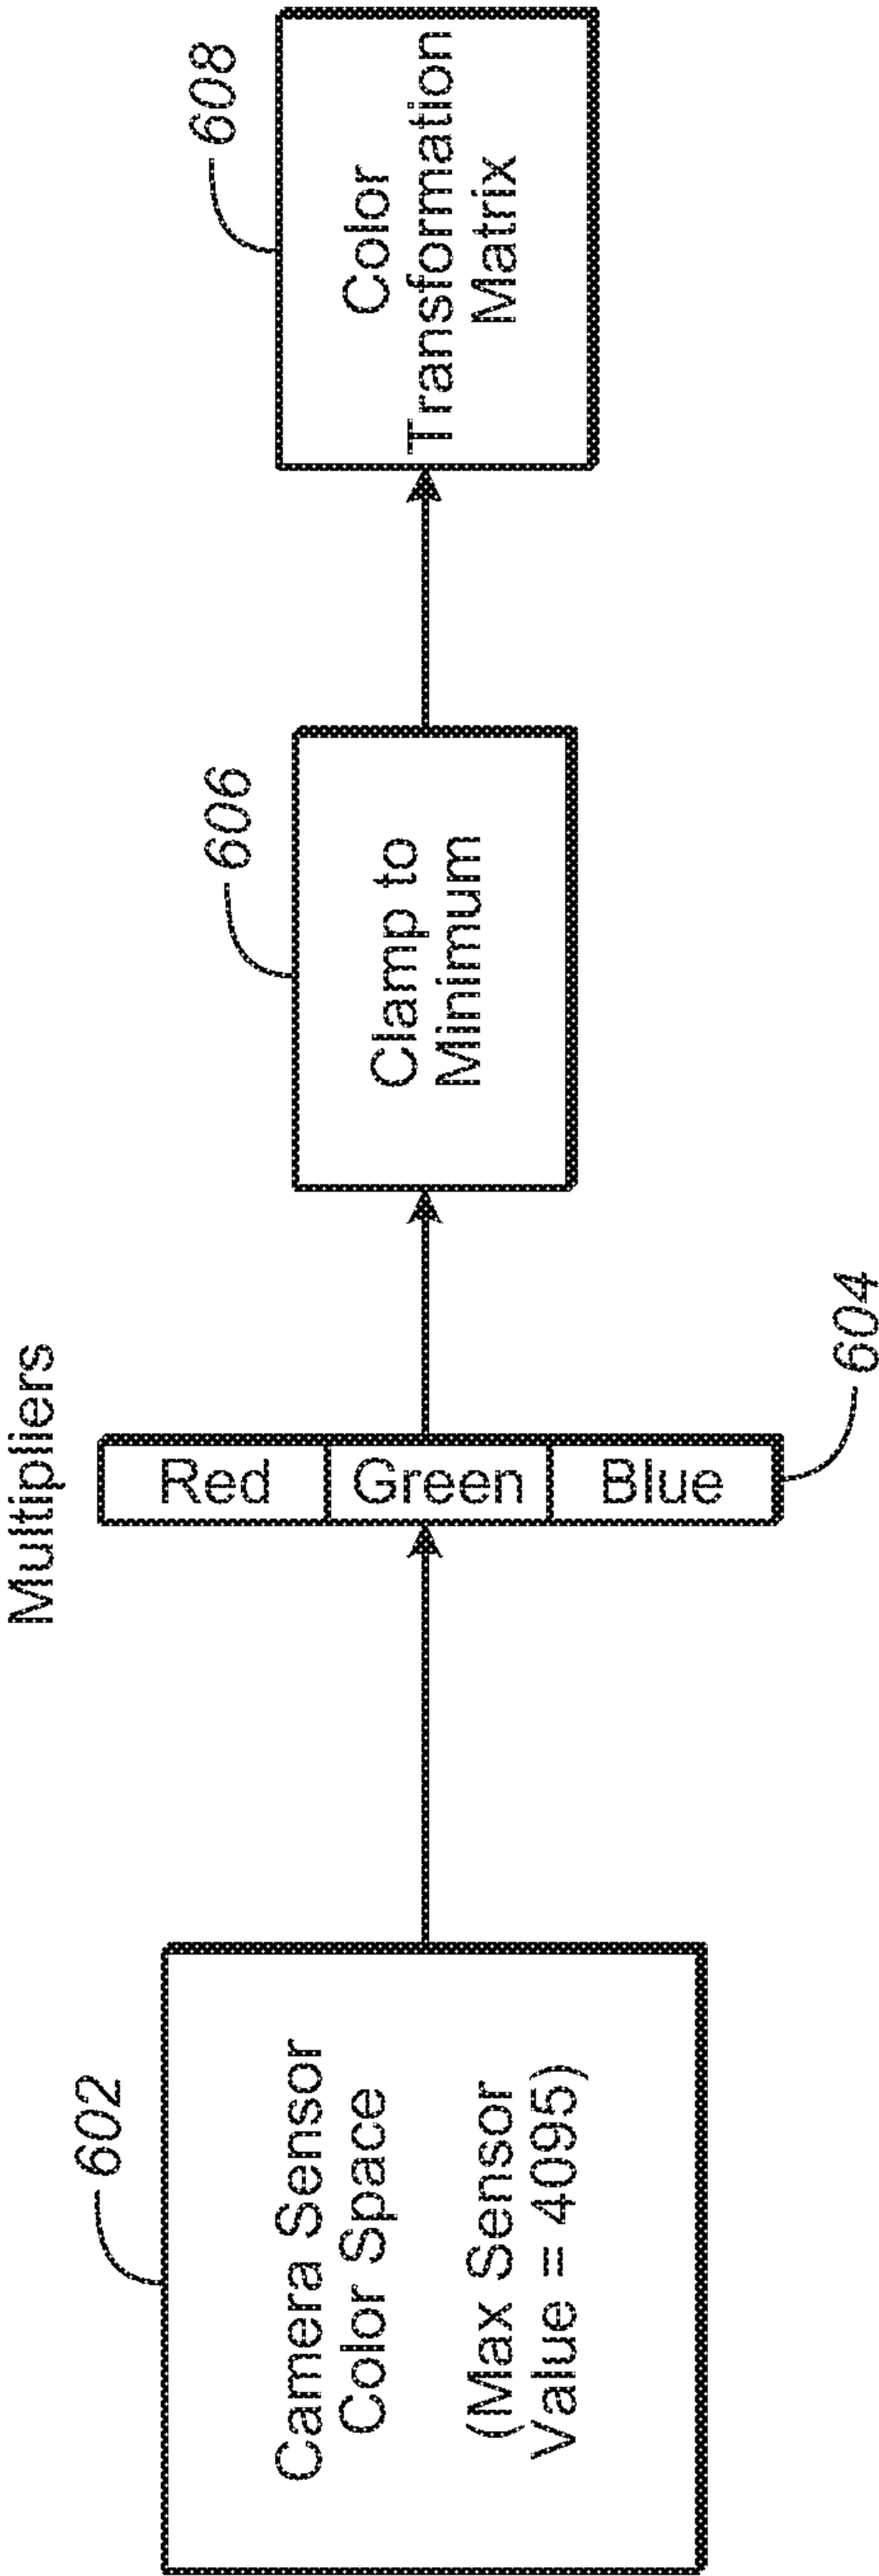 602
Camera Sensor
Color Space
(Max Sensor
Value = 4095)
Multipliers
Red
Green
Blue
604
606
Clamp to
Minimum
608
Color
Transformation
Matrix